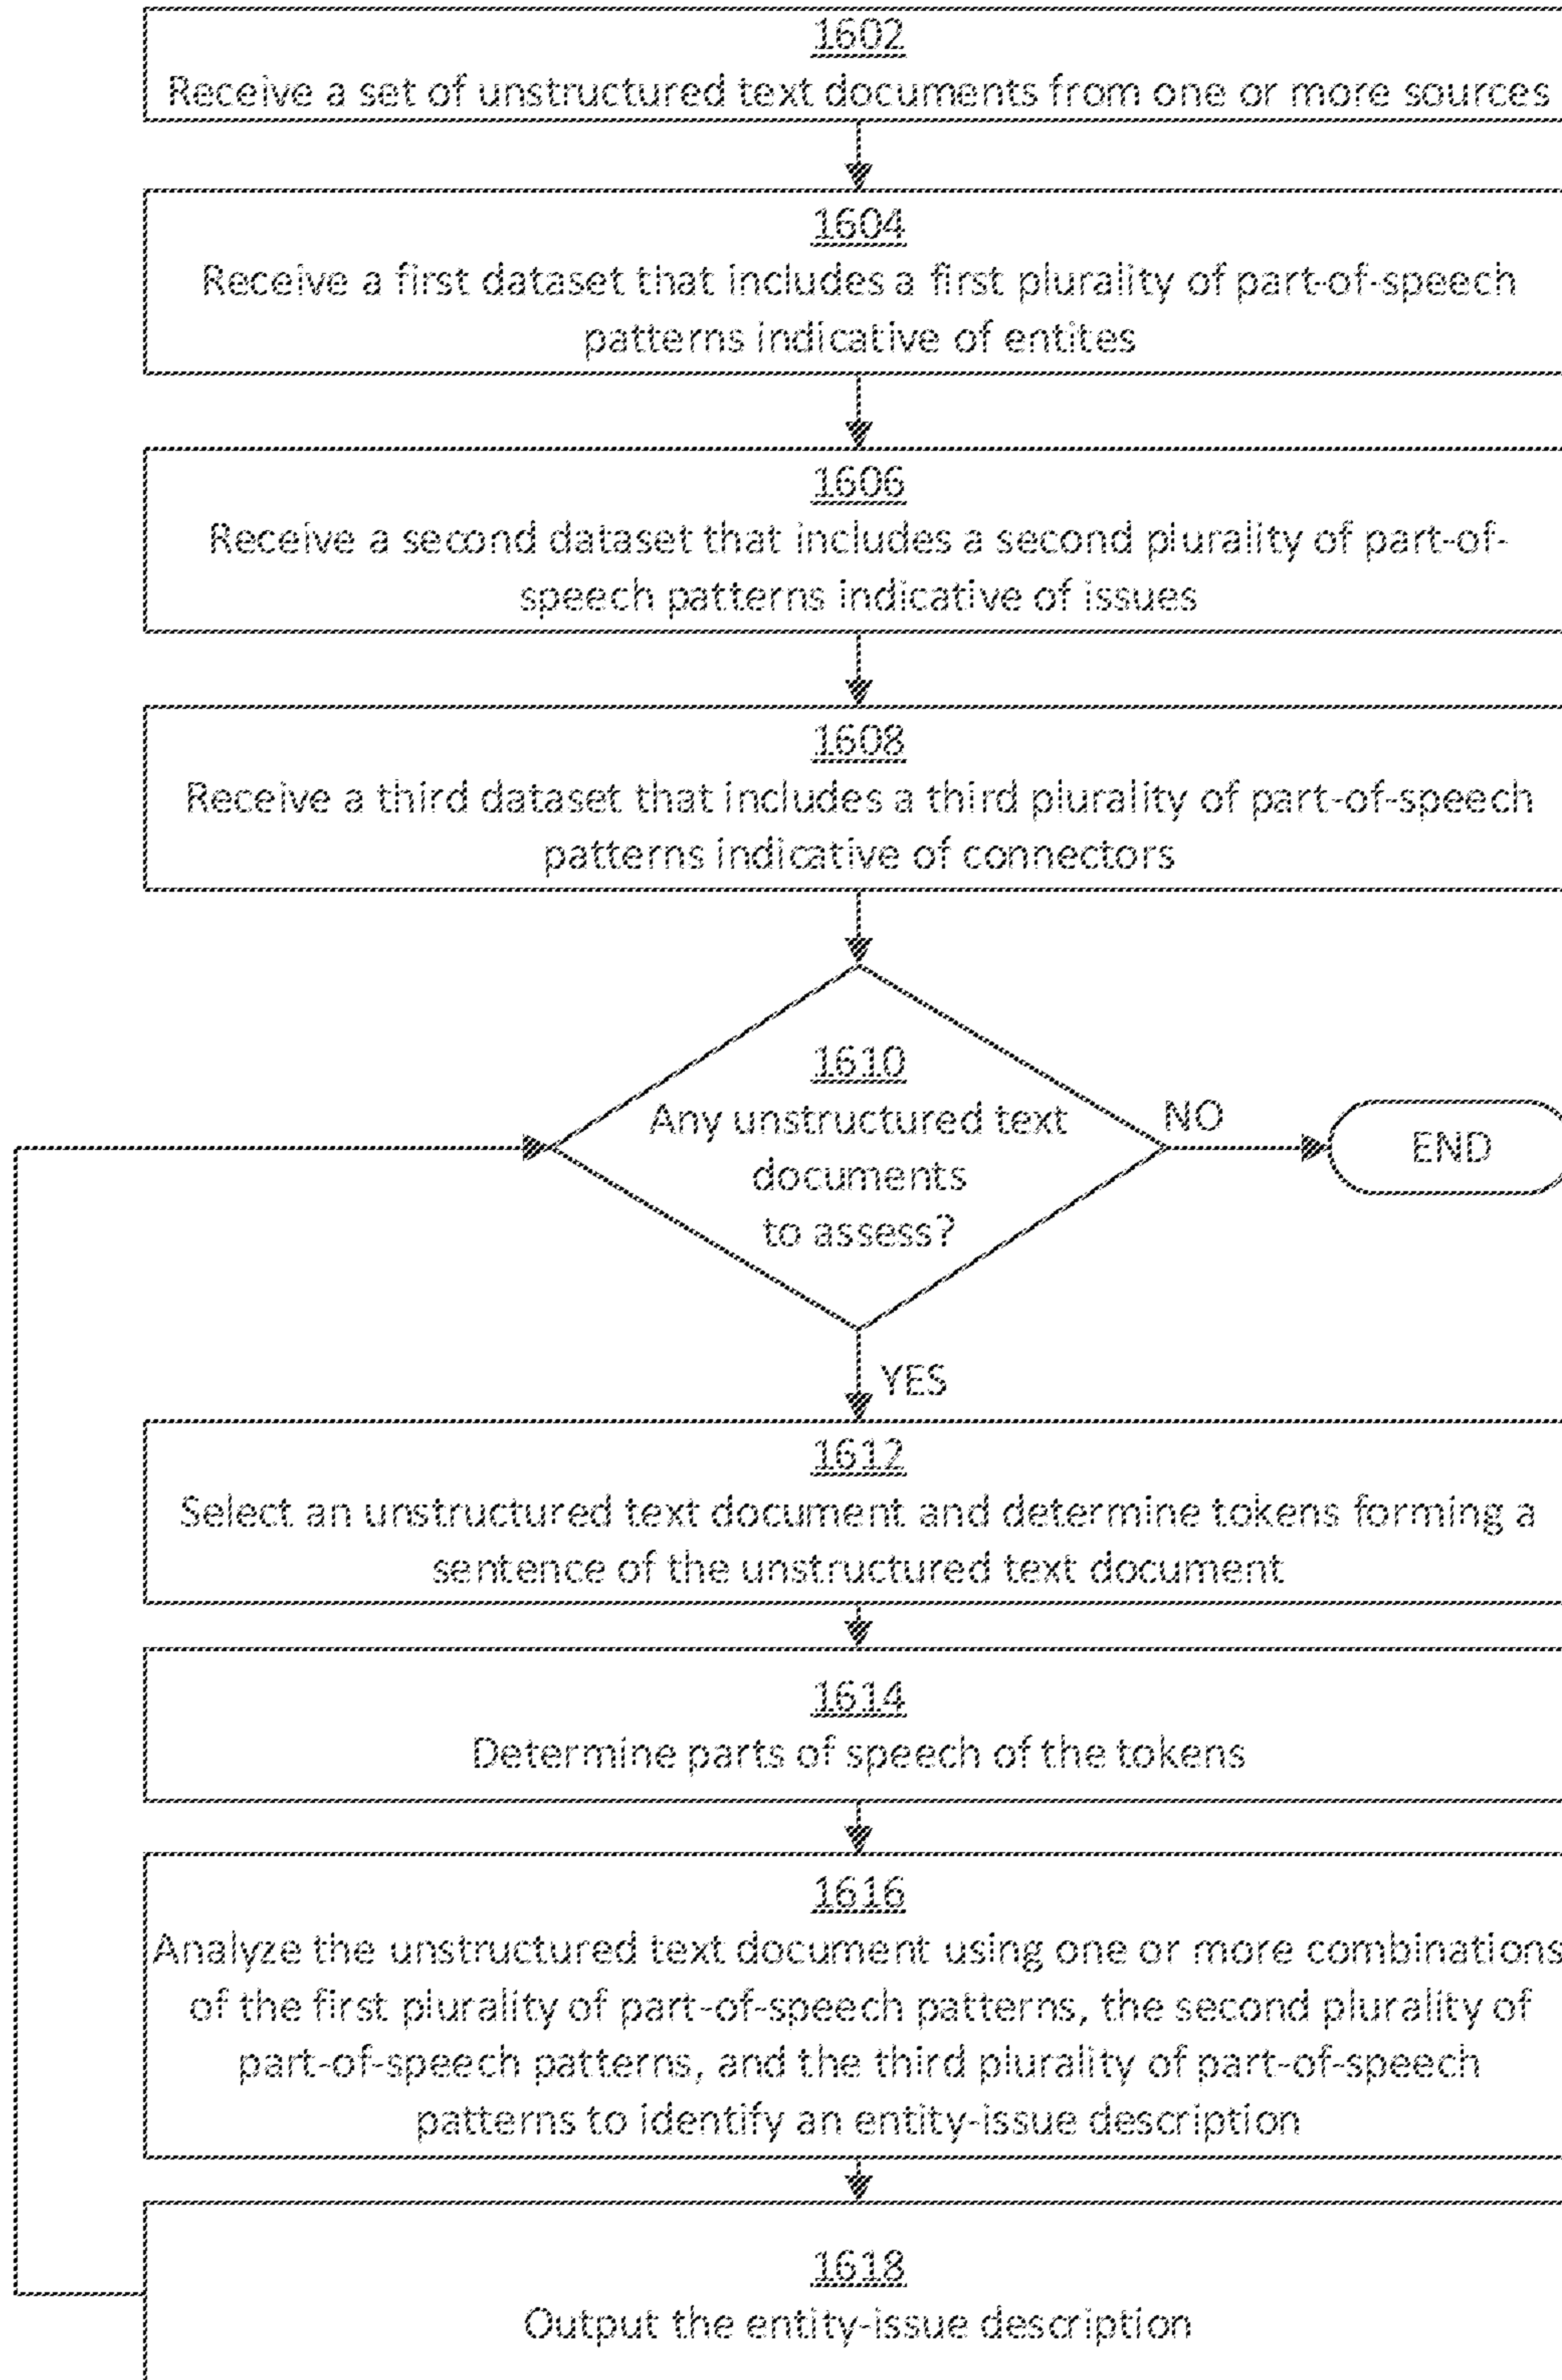 1602
Receive a set of unstructured text documents from one or more sources
1604
Receive a first dataset that includes a first plurality of part-of-speech
patterns indicative of entites
1606
Receive a second dataset that includes a second plurality of part-of-
speech patterns indicative of issues
1608
Receive a third dataset that includes a third plurality of part-of-speech
patterns indicative of connectors
1610
Any unstructured text
documents
to assess?
NO
END
YES
1612
Select an unstructured text document and determine tokens forming a
sentence of the unstructured text document
1614
Determine parts of speech of the tokens
1616
Analyze the unstructured text document using one or more combinations
of the first plurality of part-of-speech patterns, the second plurality of
part-of-speech patterns, and the third plurality of part-of-speech
patterns to identify an entity-issue description
1618
Output the entity-issue description